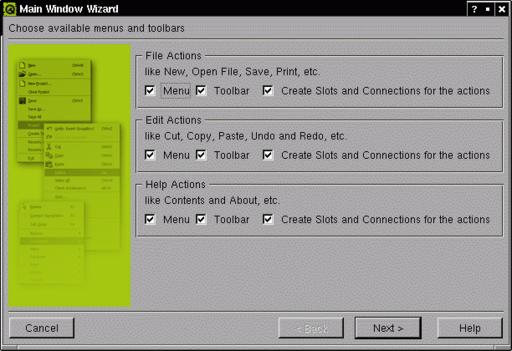 Main Window Wizard
Choose available menus and toolbars
File Actions
like New, Open File, Save, Print, etc.
Menu Toolbar Create Slots and Connections for the actions
Edit Actions
like Cut, Copy, Paste, Undo and Redo, etc.
Menu Toolbar Create Slots and Connections for the actions
Help Actions
like Contents and About, etc.
Menu Toolbar Create Slots and Connections for the actions
Cancel < Back Next > Help